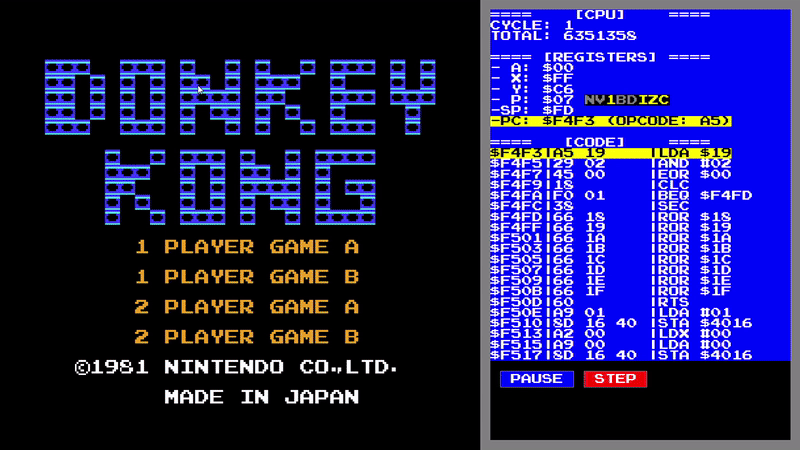 DONKEY
KONG
1 PLAYER GAME A
1 PLAYER GAME B
2 PLAYER GAME A
2 PLAYER GAME B
©1981 NINTENDO CO.,LTD.
MADE IN JAPAN
==== [CPU] ====
CYCLE: 1
TOTAL: 6351358
==== [REGISTERS] ====
- A: $00
- X: $FF
- Y: $C6
- P: $07 NV1BDIZC
-SP: $FD
-PC: $F4F3 (OPCODE: A5)
==== [CODE] ====
$F4F3|A5 19 |LDA $19
$F4F5|29 02 |AND #02
$F4F7|45 00 |EOR $00
$F4F9|18 |CLC
$F4FA|F0 01 |BEQ $F4FD
$F4FC|38 |SEC
$F4FD|66 18 |ROR $18
$F4FF|66 19 |ROR $19
$F501|66 1A |ROR $1A
$F503|66 1B |ROR $1B
$F505|66 1C |ROR $1C
$F507|66 1D |ROR $1D
$F509|66 1E |ROR $1E
$F50B|66 1F |ROR $1F
$F50D|60 |RTS
$F50E|A9 01 |LDA #01
$F510|8D 16 40 |STA $4016
$F513|A2 00 |LDX #00
$F515|A9 00 |LDA #00
$F517|8D 16 40 |STA $4016
PAUSE STEP